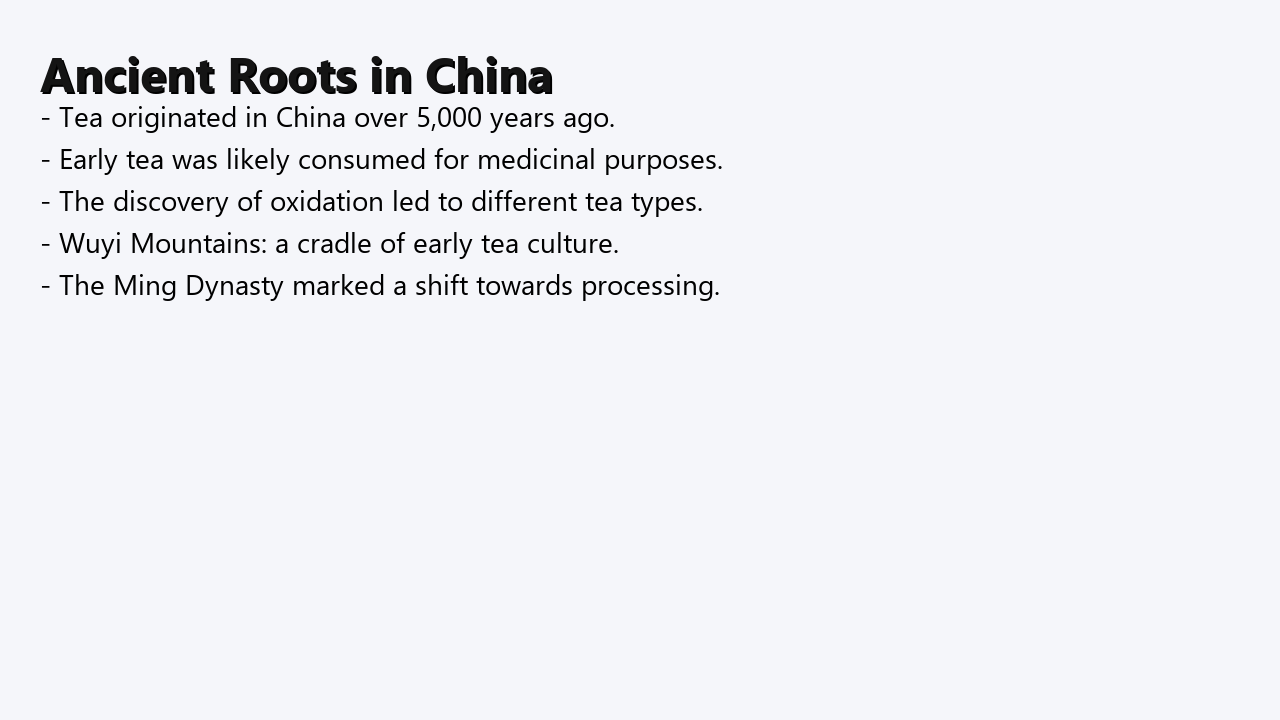 Ancient Roots in China
- Tea originated in China over 5,000 years ago.
- Early tea was likely consumed for medicinal purposes.
- The discovery of oxidation led to different tea types.
- Wuyi Mountains: a cradle of early tea culture.
- The Ming Dynasty marked a shift towards processing.